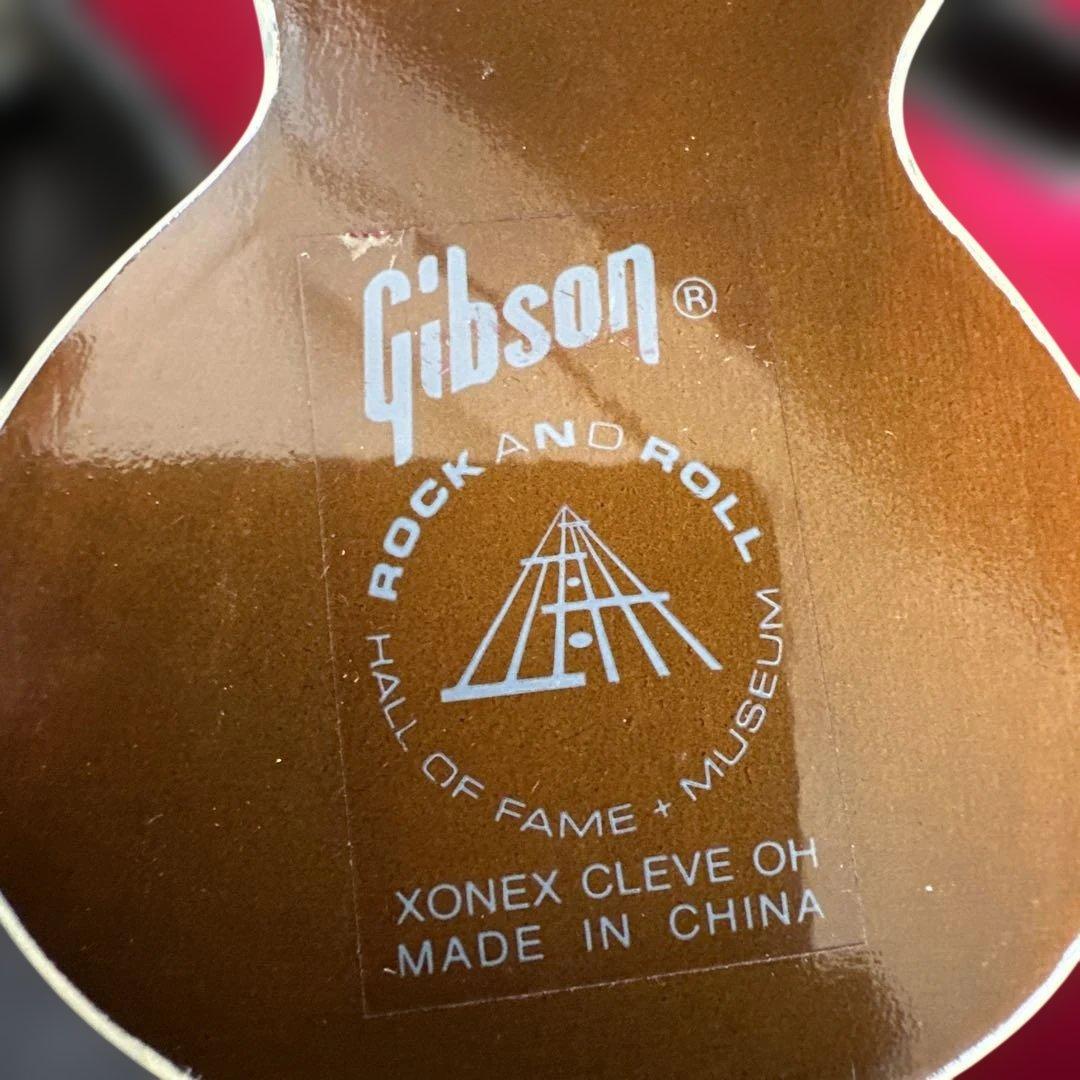 Gibson ®
ROCK AND ROLL
HALL OF FAME + MUSEUM
XONEX CLEVE OH
MADE IN CHINA